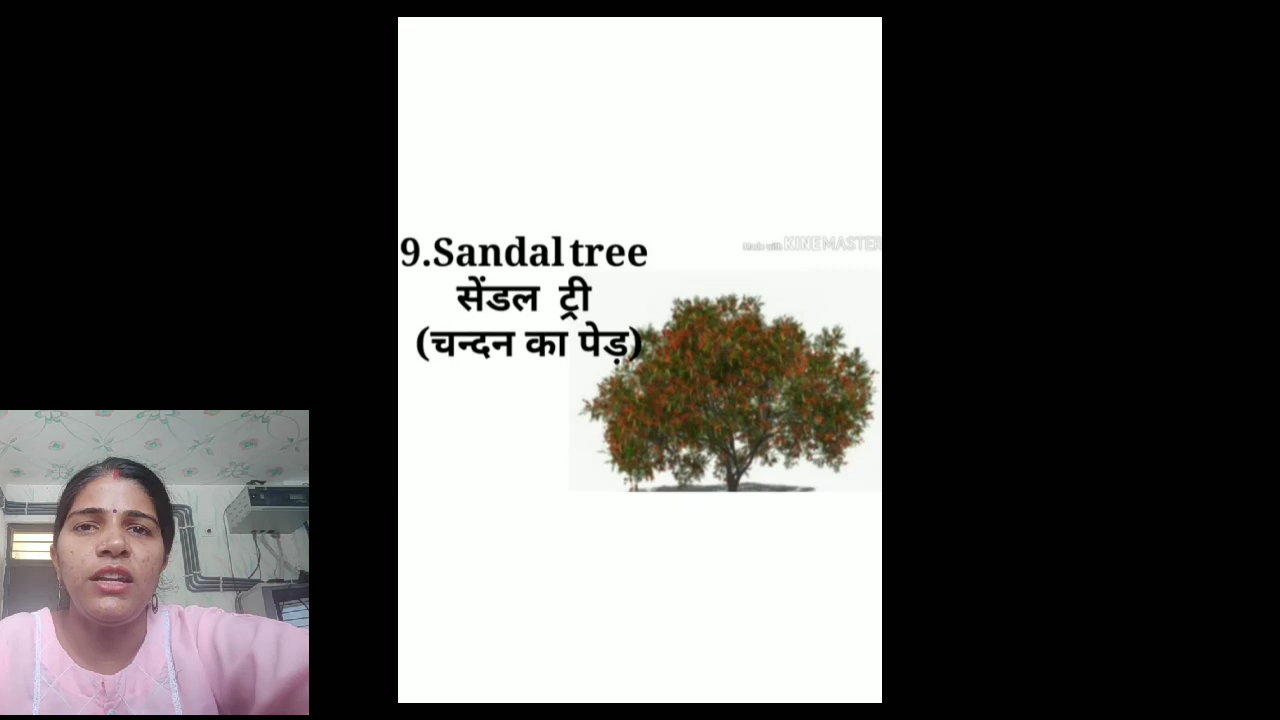 9.Sandal tree
सेंडल ट्री
(चन्दन का पेड़)
Made with KINEMASTER